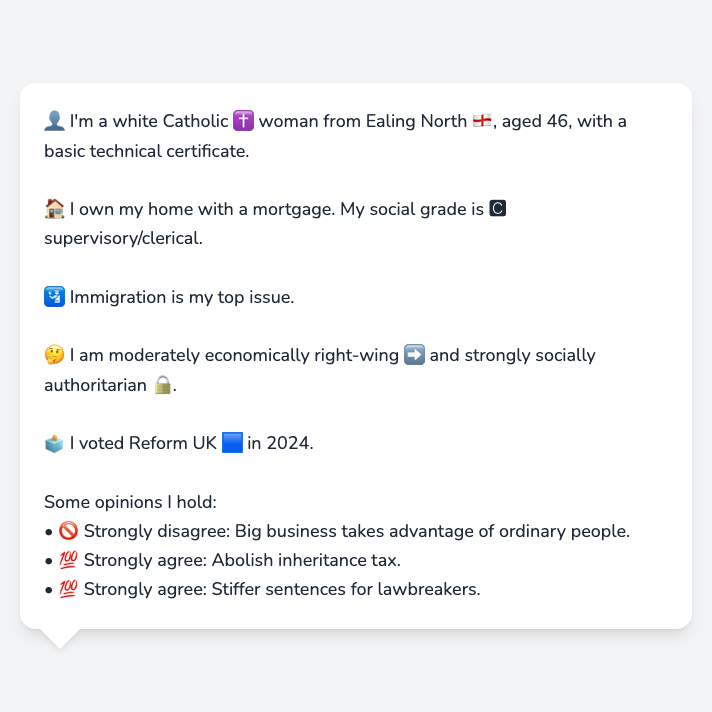 👤 I'm a white Catholic ✝️ woman from Ealing North 🏴󠁧󠁢󠁥󠁮󠁧󠁿, aged 46, with a
basic technical certificate.
🏠 I own my home with a mortgage. My social grade is 🅲
supervisory/clerical.
🛂 Immigration is my top issue.
🤔 I am moderately economically right-wing ➡️ and strongly socially
authoritarian 🔒.
🗳️ I voted Reform UK 🟦 in 2024.
Some opinions I hold:
• 🚫 Strongly disagree: Big business takes advantage of ordinary people.
• 💯 Strongly agree: Abolish inheritance tax.
• 💯 Strongly agree: Stiffer sentences for lawbreakers.